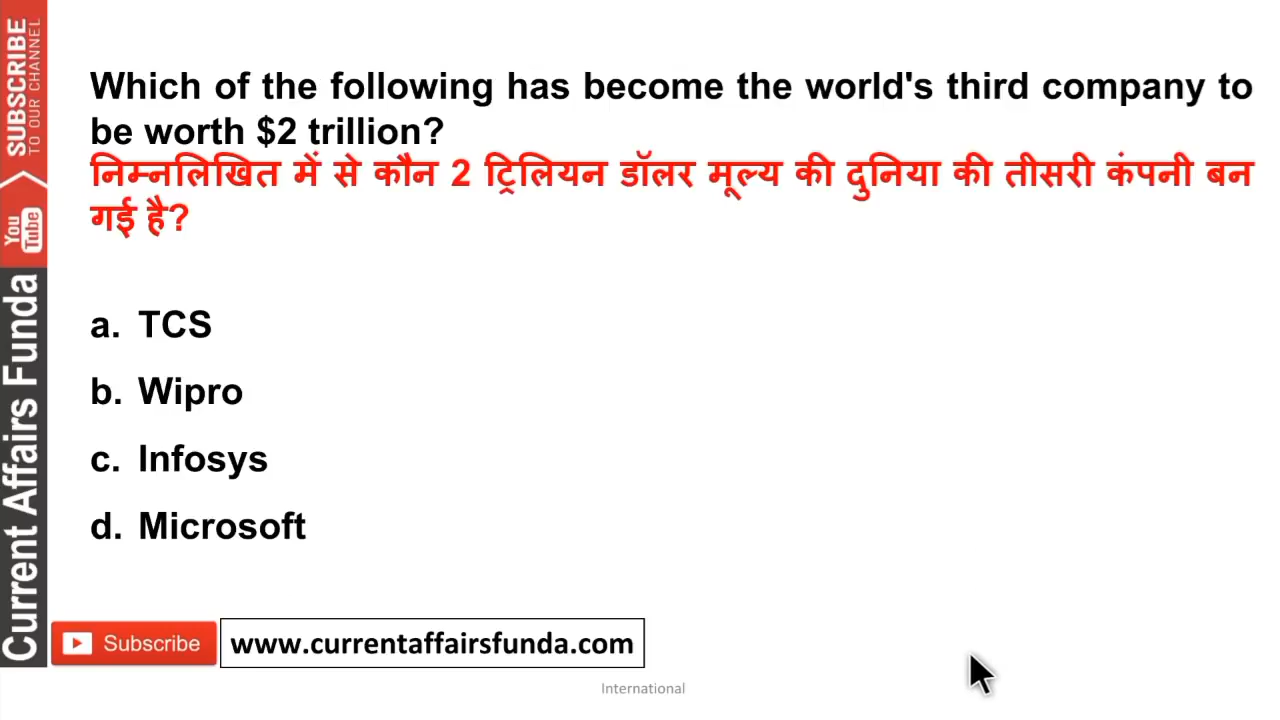 Which of the following has become the world's third company to
be worth $2 trillion?
निम्नलिखित में से कौन 2 ट्रिलियन डॉलर मूल्य की दुनिया की तीसरी कंपनी बन
गई है?
a. TCS
b. Wipro
c. Infosys
d. Microsoft
SUBSCRIBE
TO OUR CHANNEL
You
Tube
Current Affairs Funda
Subscribe
www.currentaffairsfunda.com
International